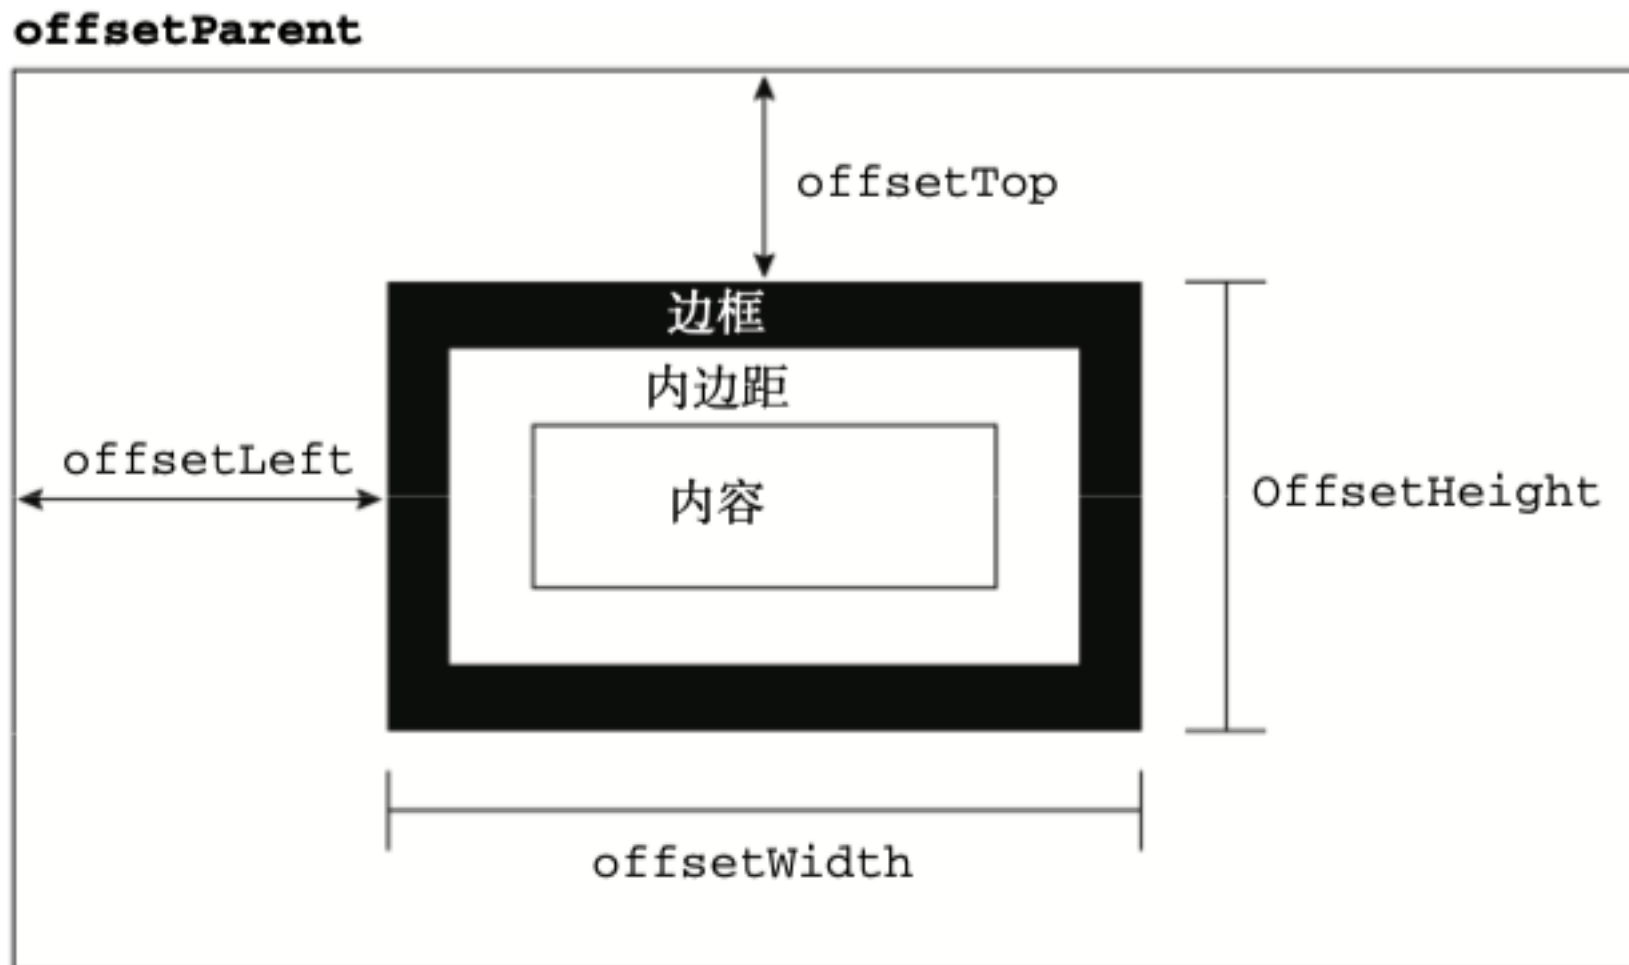 offsetParent
offsetTop
边框
内边距
offsetLeft
内容
OffsetHeight
offsetWidth